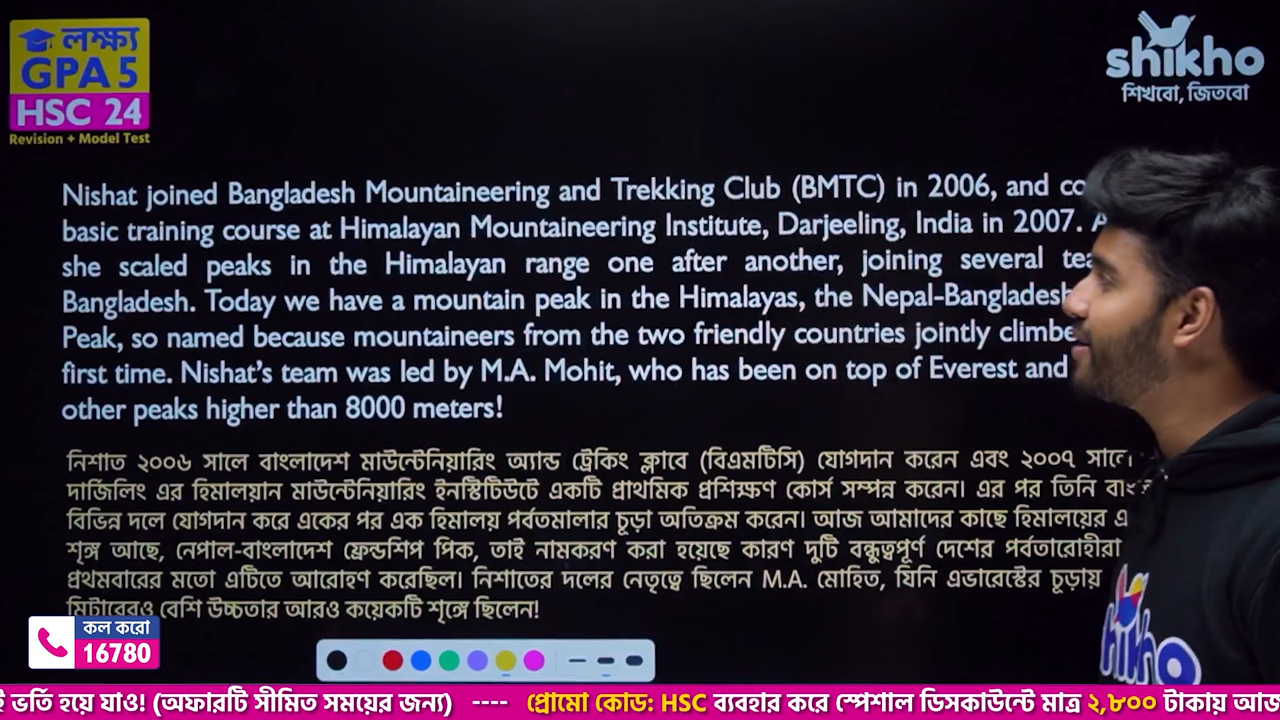 লক্ষ্য
GPA 5
HSC 24
Revision + Model Test
shikho
শিখবো, জিতবো
Nishat joined Bangladesh Mountaineering and Trekking Club (BMTC) in 2006, and
basic training course at Himalayan Mountaineering Institute, Darjeeling, India in 2007.
she scaled peaks in the Himalayan range one after another, joining several
Bangladesh. Today we have a mountain peak in the Himalayas, the Nepal-Bangladesh
Peak, so named because mountaineers from the two friendly countries jointly
first time. Nishat's team was led by M.A. Mohit, who has been on top of Everest and
other peaks higher than 8000 meters!
নিশাত ২০০৬ সালে বাংলাদেশ মাউন্টেনিয়ারিং অ্যান্ড ট্রেকিং ক্লাবে (বিএমটিসি) যোগদান করেন এবং ২০০৭ সালে
দার্জিলিং এর হিমালয়ান মাউন্টেনিয়ারিং ইনস্টিটিউটে একটি প্রাথমিক প্রশিক্ষণ কোর্স সম্পন্ন করেন। এর পর তিনি
বিভিন্ন দলে যোগদান করে একের পর এক হিমালয় পর্বতমালার চূড়া অতিক্রম করেন। আজ আমাদের কাছে হিমালয়ের
শৃঙ্গ আছে, নেপাল-বাংলাদেশ ফ্রেন্ডশিপ পিক, তাই নামকরণ করা হয়েছে কারণ দুটি বন্ধুত্বপূর্ণ দেশের পর্বতারোহীরা
প্রথমবারের মতো এটিতে আরোহণ করেছিল। নিশাতের দলের নেতৃত্বে ছিলেন M.A. মোহিত, যিনি এভারেস্টের চূড়ায়
মিটারেরও বেশি উচ্চতার আরও কয়েকটি শৃঙ্গে ছিলেন!
কল করো
16780
ভর্তি হয়ে যাও! (অফারটি সীমিত সময়ের জন্য) ---- প্রোমো কোড: HSC ব্যবহার করে স্পেশাল ডিসকাউন্টে মাত্র ২,৮০০ টাকায়